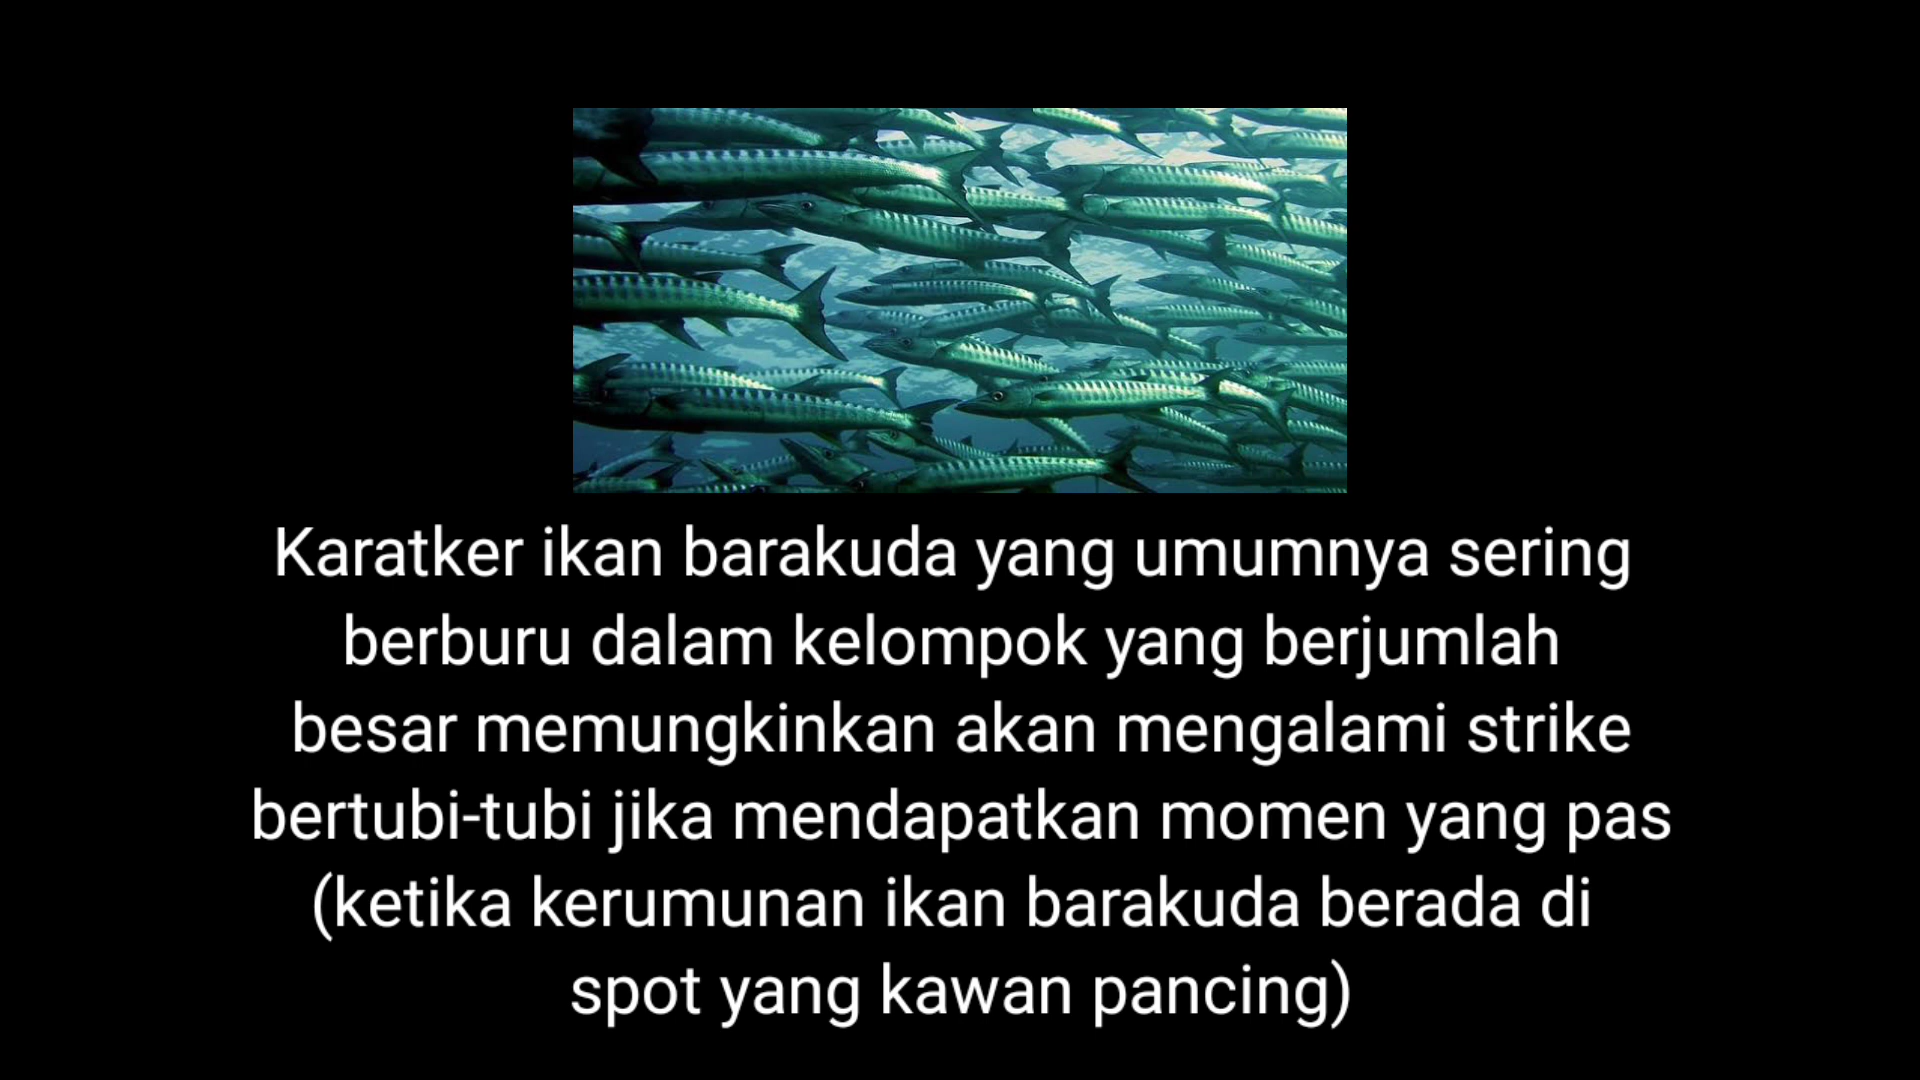 Karatker ikan barakuda yang umumnya sering
berburu dalam kelompok yang berjumlah
besar memungkinkan akan mengalami strike
bertubi-tubi jika mendapatkan momen yang pas
(ketika kerumunan ikan barakuda berada di
spot yang kawan pancing)